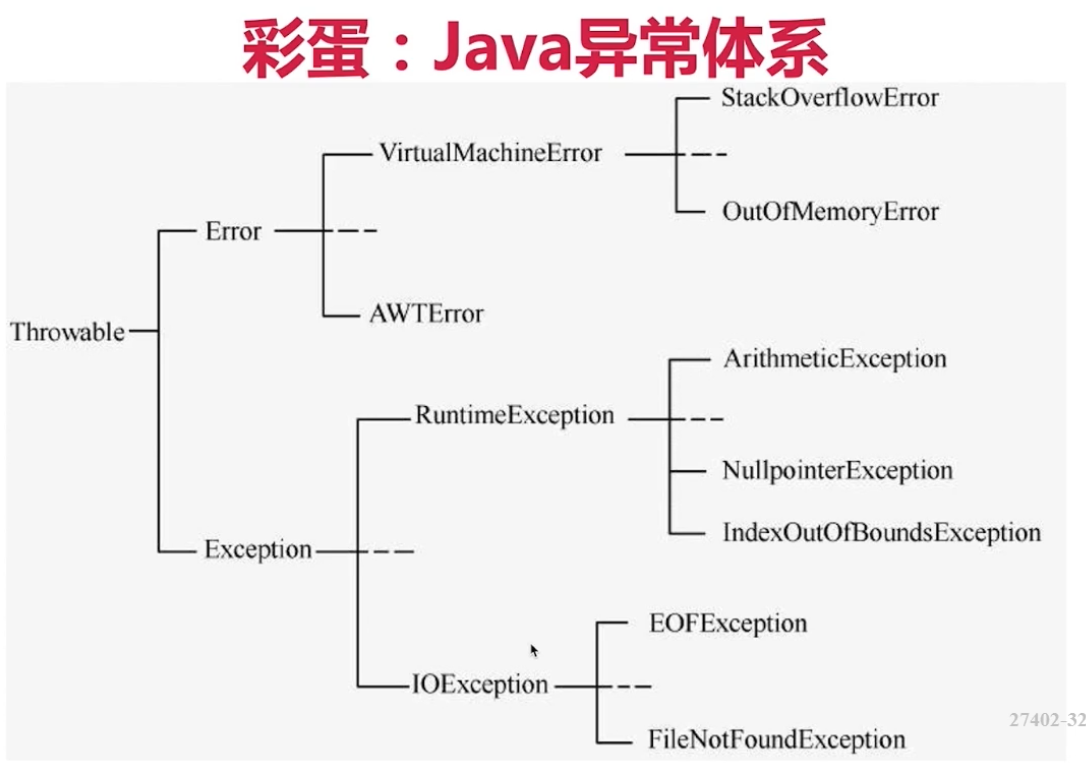 彩蛋：Java异常体系
StackOverflowError
VirtualMachineError
OutOfMemoryError
Error
AWTError
Throwable
ArithmeticException
RuntimeException
NullpointerException
IndexOutOfBoundsException
Exception
EOFException
IOException
FileNotFoundException
27402-32